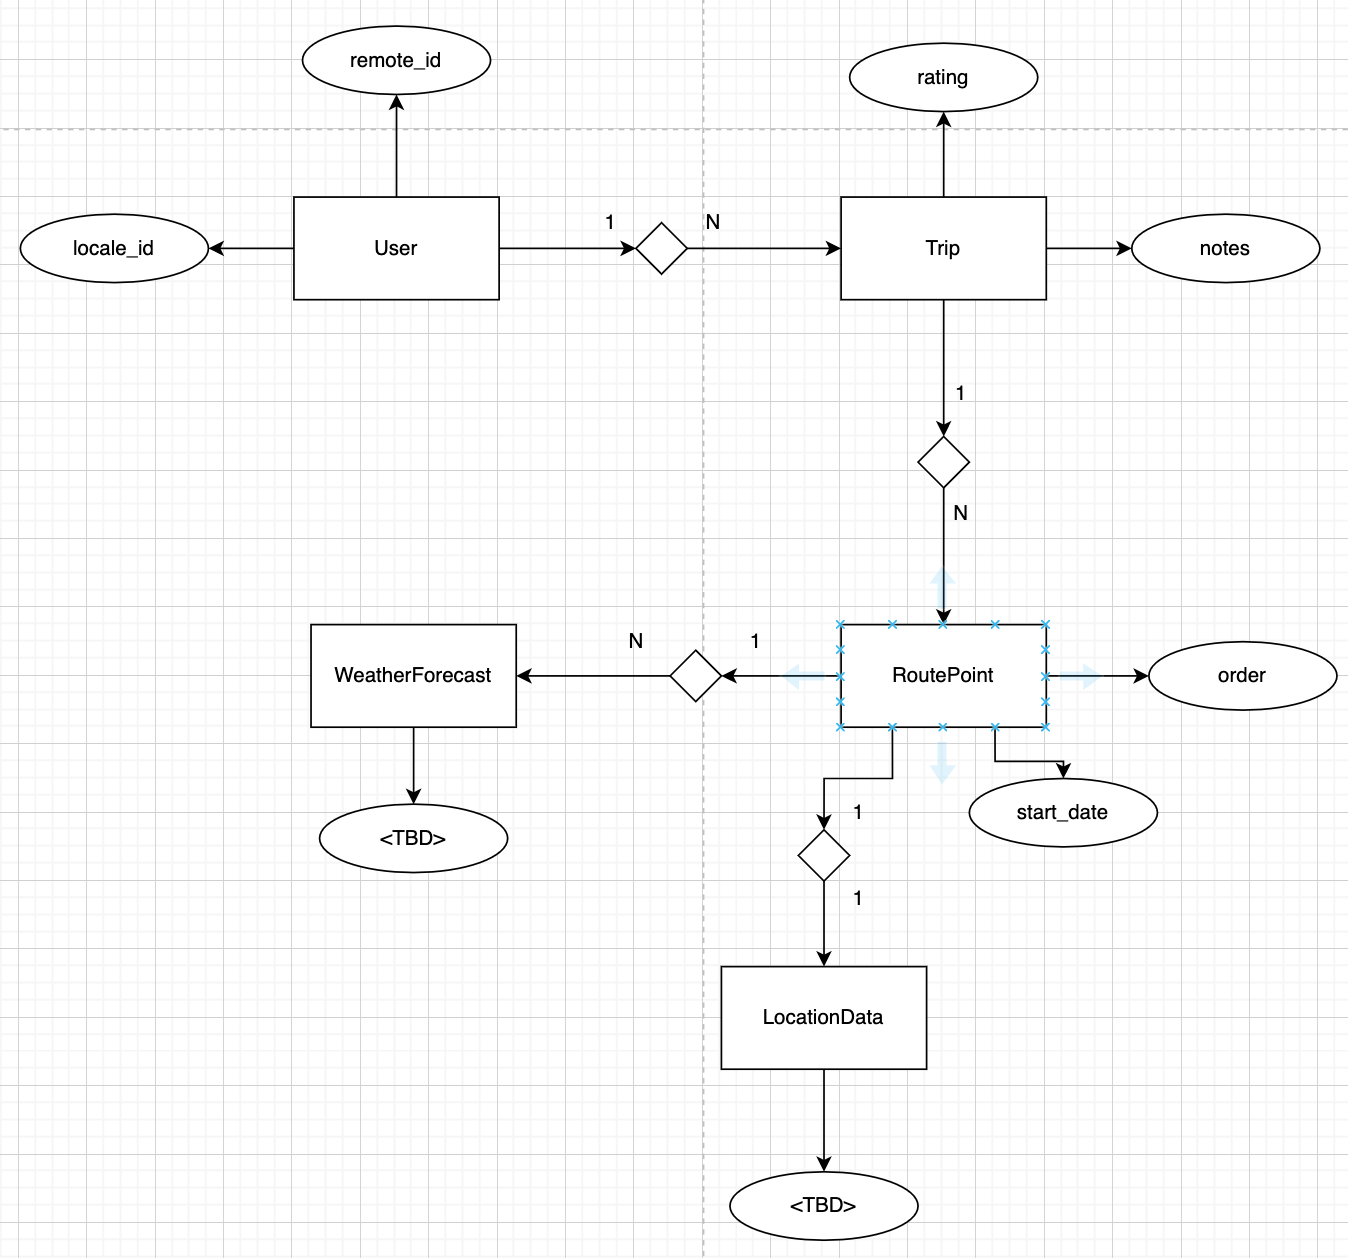 remote_id
rating
locale_id
User
1
N
Trip
notes
1
N
WeatherForecast
N
1
RoutePoint
order
<TBD>
1
start_date
1
LocationData
<TBD>